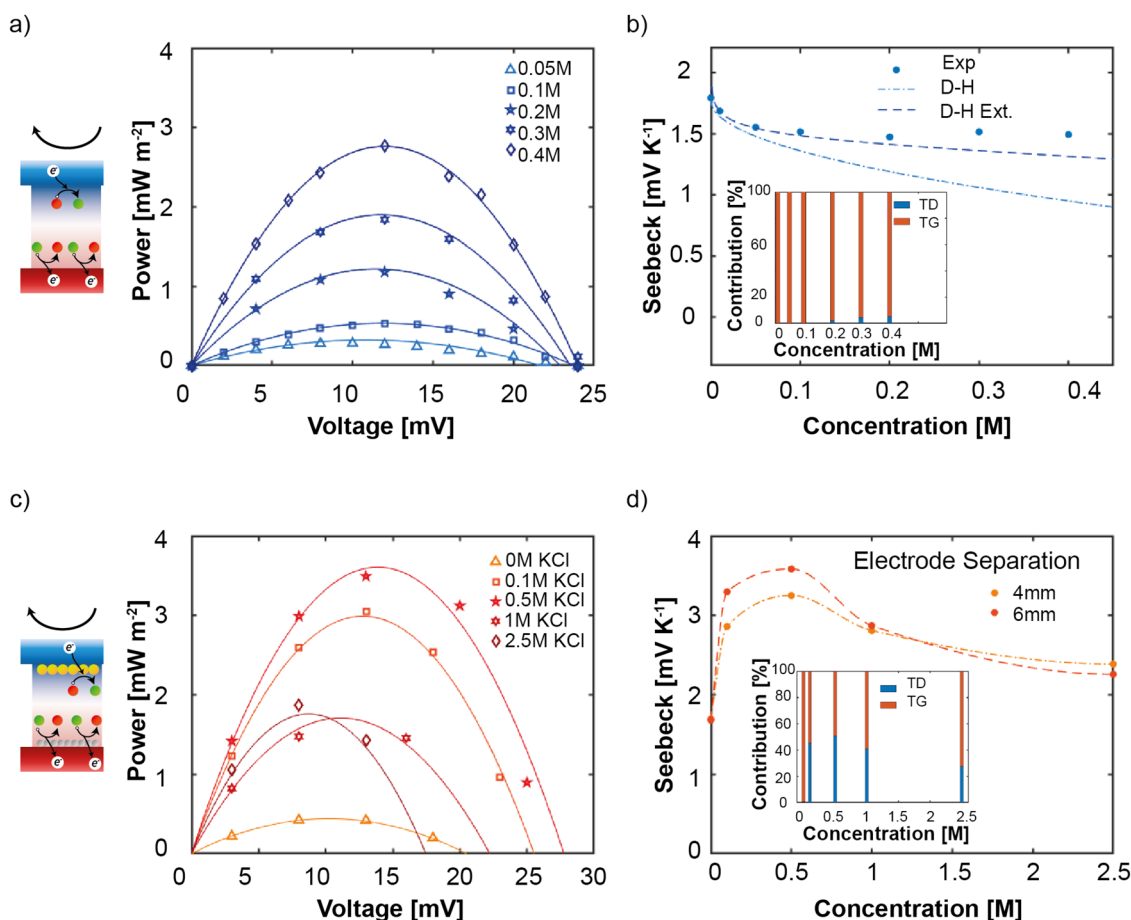 a)
4
3
2
1
0
0
5
10
15
20
25
Power [mW m-2]
Voltage [mV]
0.05M
0.1M
0.2M
0.3M
0.4M
e-
e-
e-
b)
2
1.5
1
0.5
0
0
0.1
0.2
0.3
0.4
Seebeck [mV K-1]
Concentration [M]
Exp
D-H
D-H Ext.
100
80
60
40
20
0
0
0.1
0.2
0.3
0.4
Contribution [%]
Concentration [M]
TD
TG
c)
4
3
2
1
0
0
5
10
15
20
25
30
Power [mW m-2]
Voltage [mV]
0M KCl
0.1M KCl
0.5M KCl
1M KCl
2.5M KCl
e-
e-
e-
d)
4
3
2
1
0
0
0.5
1.0
1.5
2.0
2.5
Seebeck [mV K-1]
Concentration [M]
Electrode Separation
4mm
6mm
100
80
60
40
20
0
0
0.5
1
1.5
2
2.5
Contribution [%]
Concentration [M]
TD
TG